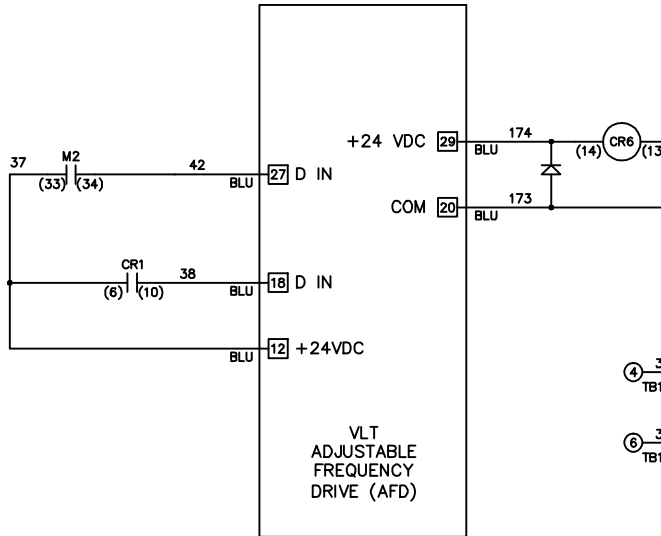 +24 VDC 29 174 BLU (14) CR6 (13
37 M2 (33) (34) 42 BLU 27 D IN
COM 20 173 BLU
CR1 (6) (10) 38 BLU 18 D IN
BLU 12 +24VDC
4 TB1
6 TB1
VLT
ADJUSTABLE
FREQUENCY
DRIVE (AFD)